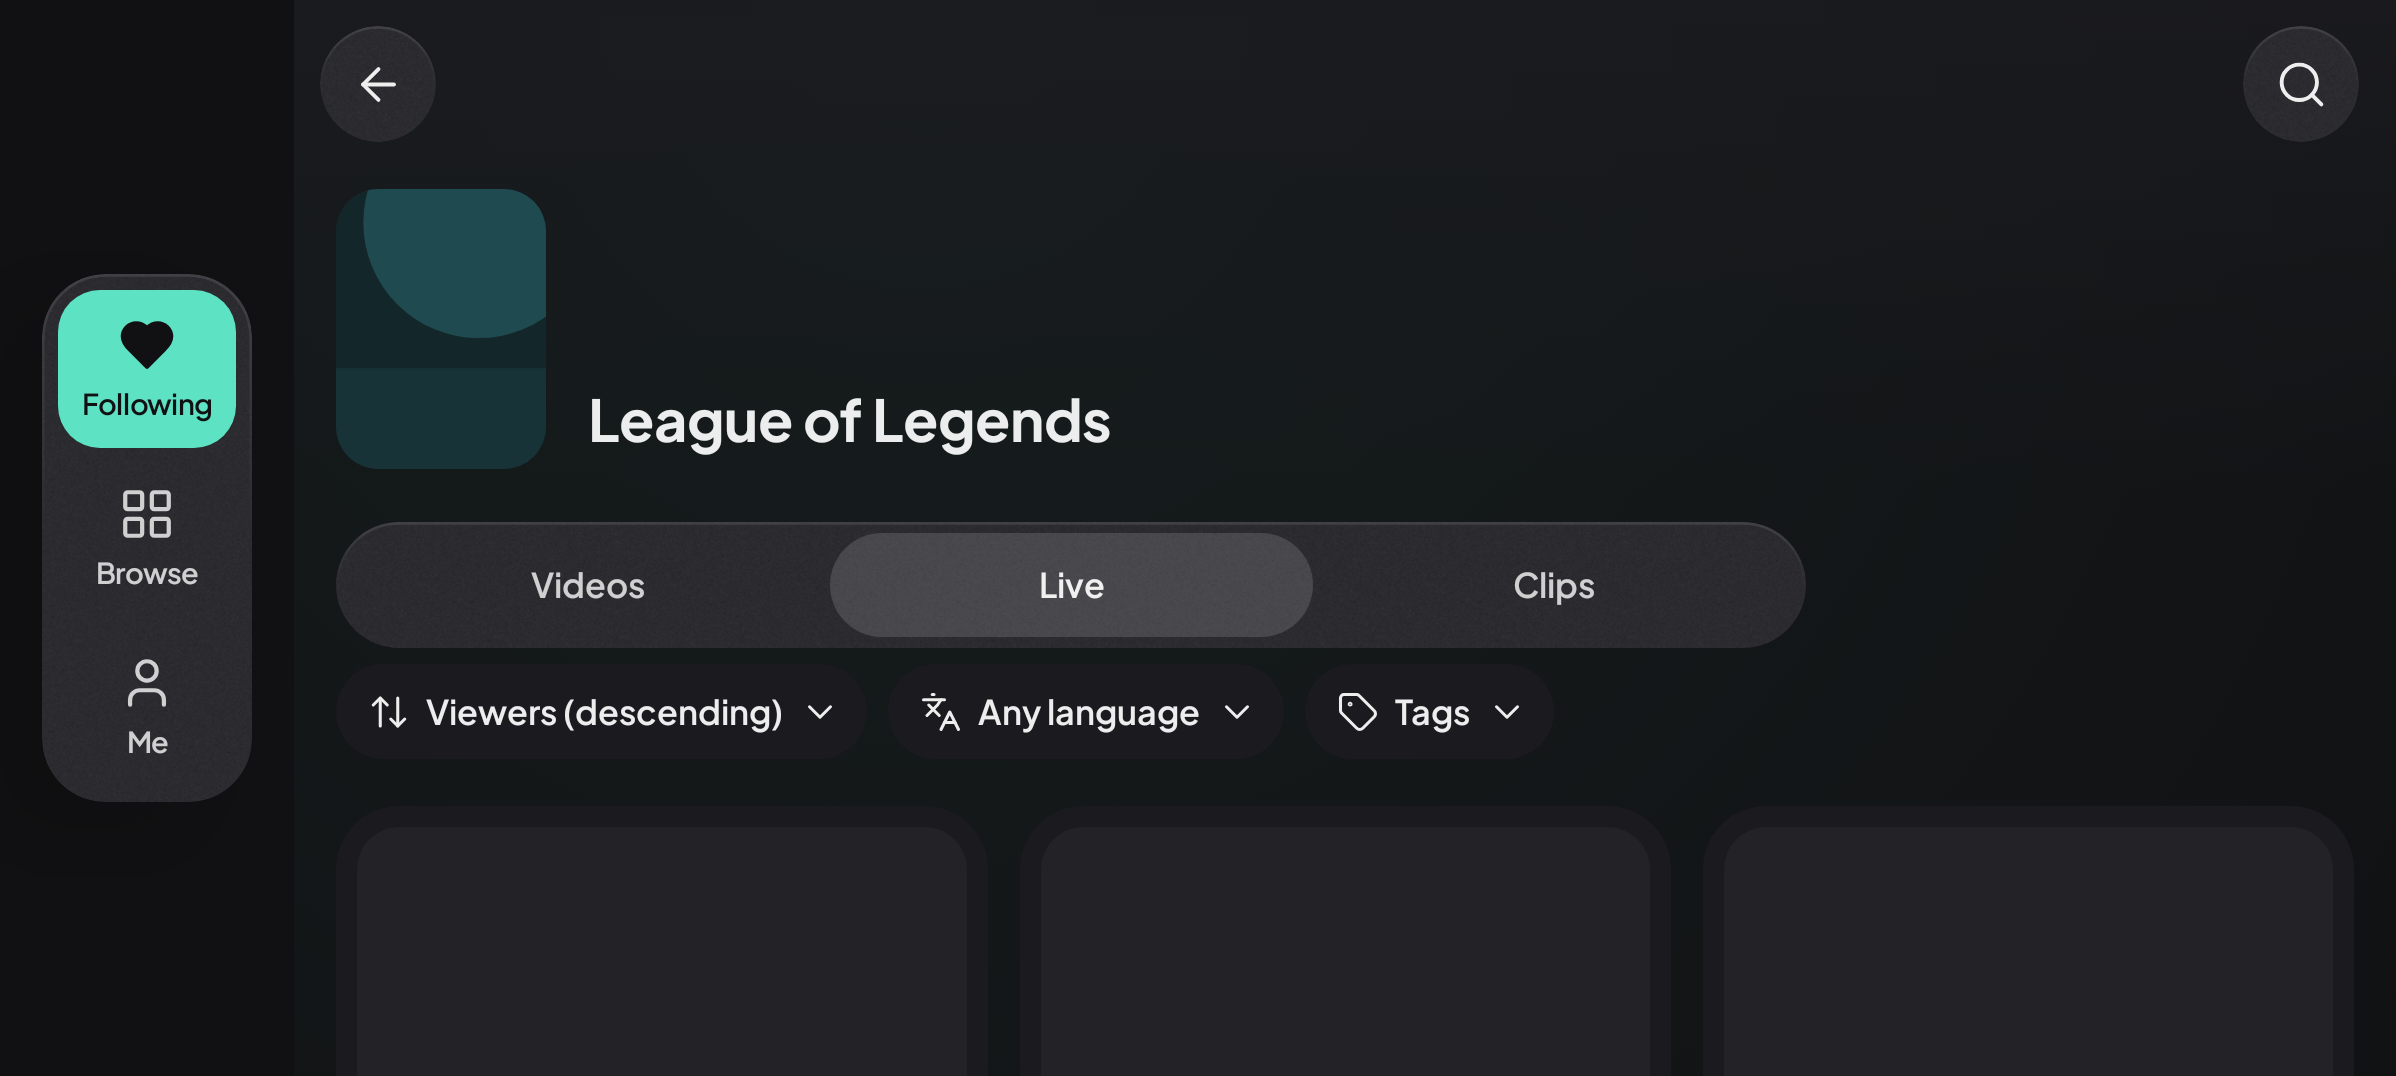 Following
Browse
Me
League of Legends
Videos
Live
Clips
Viewers (descending)
Any language
Tags